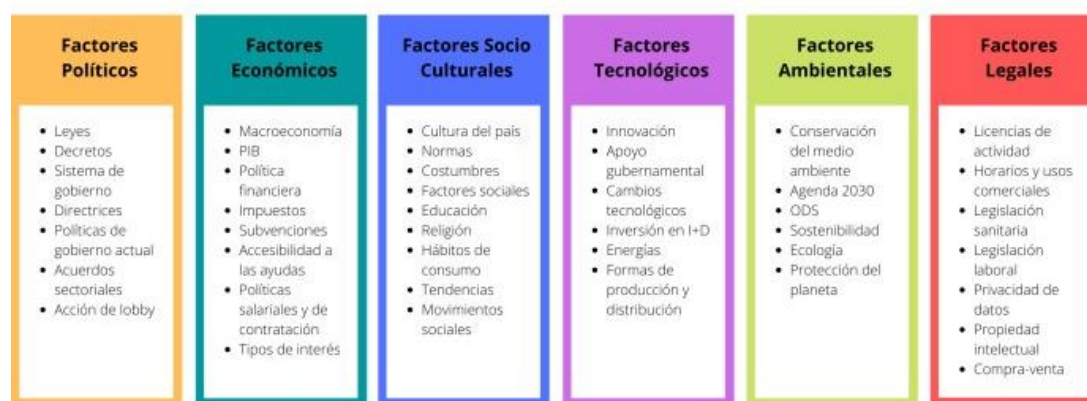 Factores
Políticos
Leyes
Decretos
Sistema de
gobierno
Directrices
Políticas de
gobierno actual
Acuerdos
sectoriales
Acción de lobby
Factores
Económicos
Macroeconomía
PIB
Política
financiera
Impuestos
Subvenciones
Accesibilidad a
las ayudas
Políticas
salariales y de
contratación
Tipos de interés
Factores Socio
Culturales
Cultura del país
Normas
Costumbres
Factores sociales
Educación
Religión
Hábitos de
consumo
Tendencias
Movimientos
sociales
Factores
Tecnológicos
Innovación
Apoyo
gubernamental
Cambios
tecnológicos
Inversión en I+D
Energías
Formas de
producción y
distribución
Factores
Ambientales
Conservación
del medio
ambiente
Agenda 2030
ODS
Sostenibilidad
Ecología
Protección del
planeta
Factores
Legales
Licencias de
actividad
Horarios y usos
comerciales
Legislación
sanitaria
Legislación
laboral
Privacidad de
datos
Propiedad
intelectual
Compra-venta